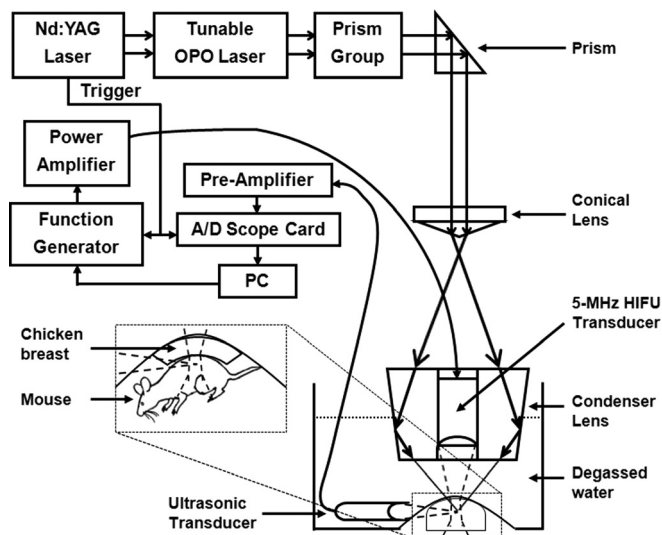 Nd:YAG
Laser
Tunable
OPO Laser
Prism
Group
Prism
Trigger
Power
Amplifier
Pre-Amplifier
Function
Generator
A/D Scope Card
PC
Conical
Lens
5-MHz HIFU
Transducer
Chicken
breast
Mouse
Condenser
Lens
Degassed
water
Ultrasonic
Transducer